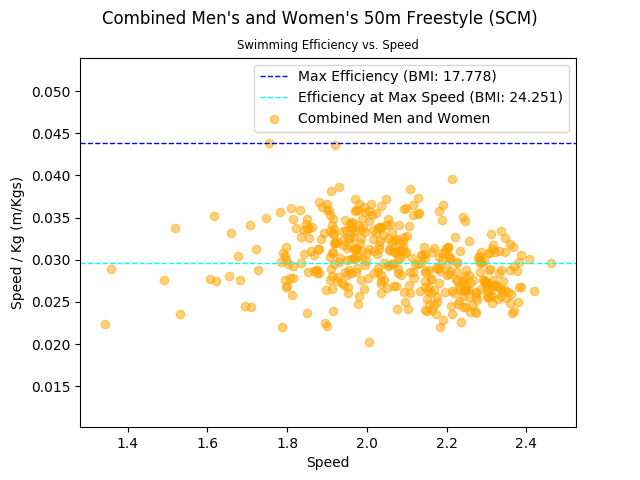 Combined Men's and Women's 50m Freestyle (SCM)
Swimming Efficiency vs. Speed
Max Efficiency (BMI: 17.778)
Efficiency at Max Speed (BMI: 24.251)
Combined Men and Women
Speed / Kg (m/Kgs)
0.050
0.045
0.040
0.035
0.030
0.025
0.020
0.015
1.4 1.6 1.8 2.0 2.2 2.4
Speed